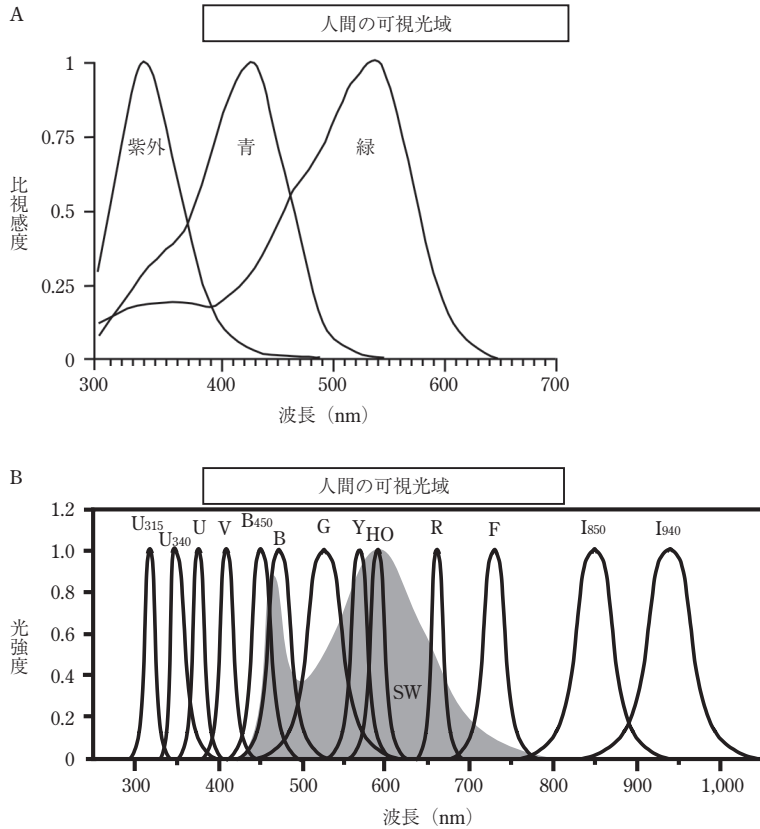 A
人間の可視光域
1
0.75
0.5
0.25
0
比視感度
紫外
青
緑
300
400
500
600
700
波長（nm）
B
人間の可視光域
1.2
1.0
0.8
0.6
0.4
0.2
0
光強度
U315
U340
U
V
B450
B
G
Y
HO
R
F
I850
I940
SW
300
400
500
600
700
800
900
1,000
波長（nm）